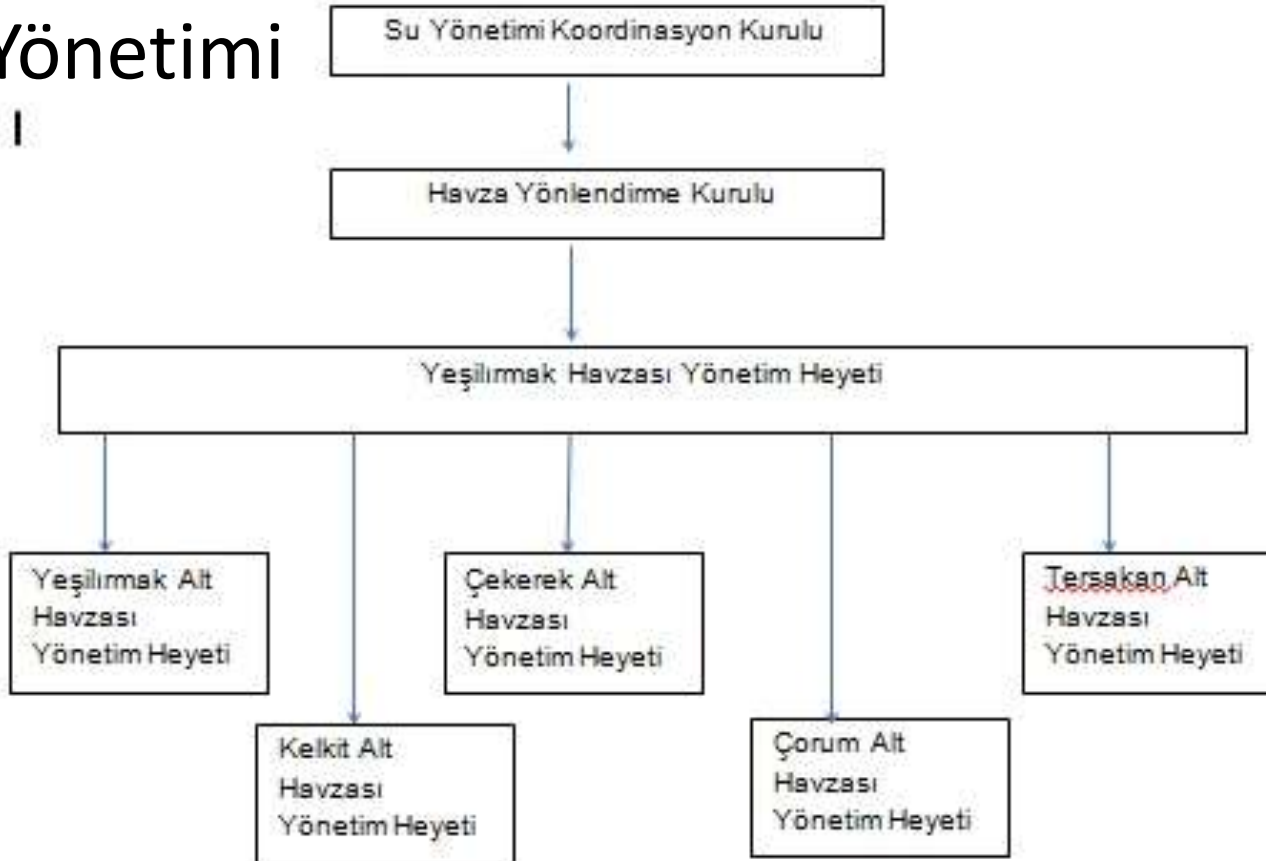 Yönetimi
Su Yönetimi Koordinasyon Kurulu
Havza Yönlendirme Kurulu
Yeşilırmak Havzası Yönetim Heyeti
Yeşilırmak Alt
Havzası
Yönetim Heyeti
Çekerek Alt
Havzası
Yönetim Heyeti
Tersakan Alt
Havzası
Yönetim Heyeti
Kelkit Alt
Havzası
Yönetim Heyeti
Çorum Alt
Havzası
Yönetim Heyeti